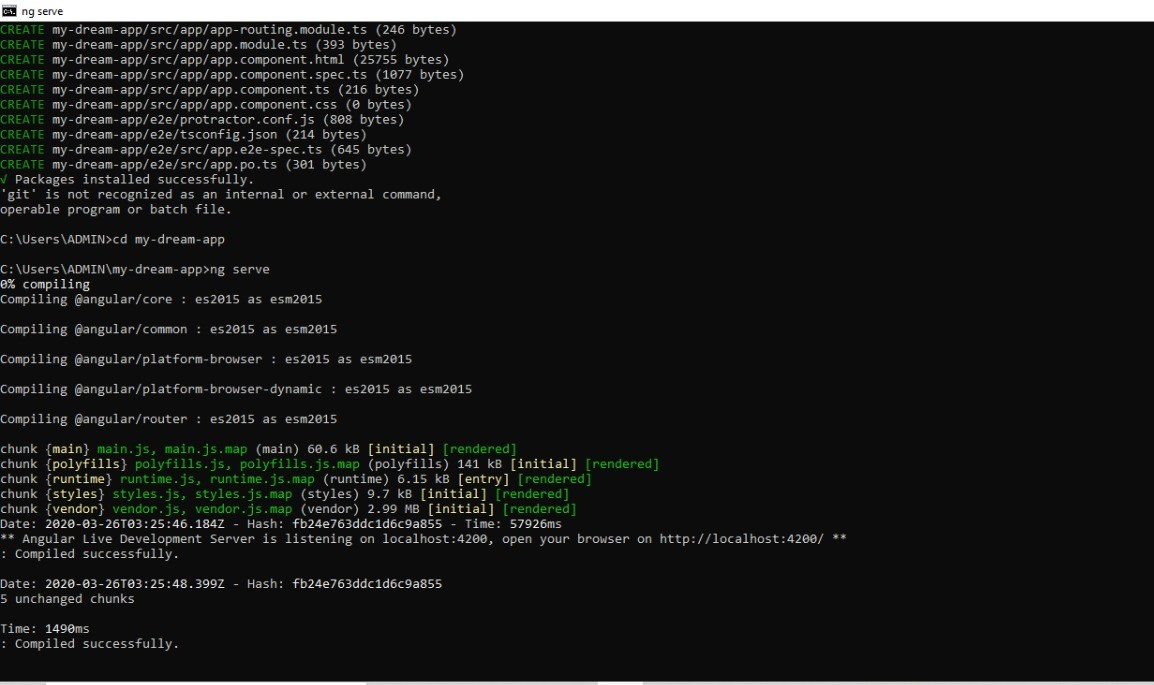 ng serve
CREATE my-dream-app/src/app/app-routing.module.ts (246 bytes)
CREATE my-dream-app/src/app/app.module.ts (393 bytes)
CREATE my-dream-app/src/app/app.component.html (25755 bytes)
CREATE my-dream-app/src/app/app.component.spec.ts (1077 bytes)
CREATE my-dream-app/src/app/app.component.ts (216 bytes)
CREATE my-dream-app/src/app/app.component.css (0 bytes)
CREATE my-dream-app/e2e/protractor.conf.js (808 bytes)
CREATE my-dream-app/e2e/tsconfig.json (214 bytes)
CREATE my-dream-app/e2e/src/app.e2e-spec.ts (645 bytes)
CREATE my-dream-app/e2e/src/app.po.ts (301 bytes)
√ Packages installed successfully.
'git' is not recognized as an internal or external command,
operable program or batch file.
C:\Users\ADMIN>cd my-dream-app
C:\Users\ADMIN\my-dream-app>ng serve
0% compiling
Compiling @angular/core : es2015 as esm2015
Compiling @angular/common : es2015 as esm2015
Compiling @angular/platform-browser : es2015 as esm2015
Compiling @angular/platform-browser-dynamic : es2015 as esm2015
Compiling @angular/router : es2015 as esm2015
chunk {main} main.js, main.js.map (main) 60.6 kB [initial] [rendered]
chunk {polyfills} polyfills.js, polyfills.js.map (polyfills) 141 kB [initial] [rendered]
chunk {runtime} runtime.js, runtime.js.map (runtime) 6.15 kB [entry] [rendered]
chunk {styles} styles.js, styles.js.map (styles) 9.7 kB [initial] [rendered]
chunk {vendor} vendor.js, vendor.js.map (vendor) 2.99 MB [initial] [rendered]
Date: 2020-03-26T03:25:46.184Z - Hash: fb24e763ddc1d6c9a855 - Time: 57926ms
** Angular Live Development Server is listening on localhost:4200, open your browser on http://localhost:4200/ **
: Compiled successfully.
Date: 2020-03-26T03:25:48.399Z - Hash: fb24e763ddc1d6c9a855
5 unchanged chunks
Time: 1490ms
: Compiled successfully.